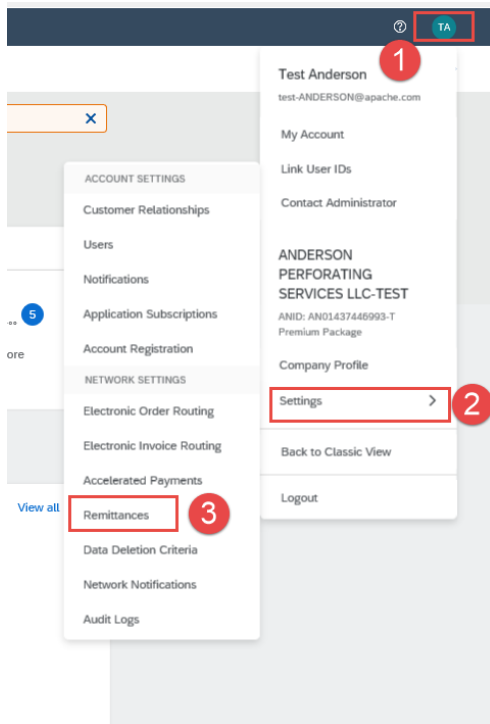 TA
1
Test Anderson
test-ANDERSON@apache.com
My Account
Link User IDs
Contact Administrator
ANDERSON
PERFORATING
SERVICES LLC-TEST
ANID: AN01437446993-T
Premium Package
Company Profile
Settings
2
Back to Classic View
Logout
ACCOUNT SETTINGS
Customer Relationships
Users
Notifications
Application Subscriptions
Account Registration
NETWORK SETTINGS
Electronic Order Routing
Electronic Invoice Routing
Accelerated Payments
Remittances
3
Data Deletion Criteria
Network Notifications
Audit Logs
... 5
ore
View all